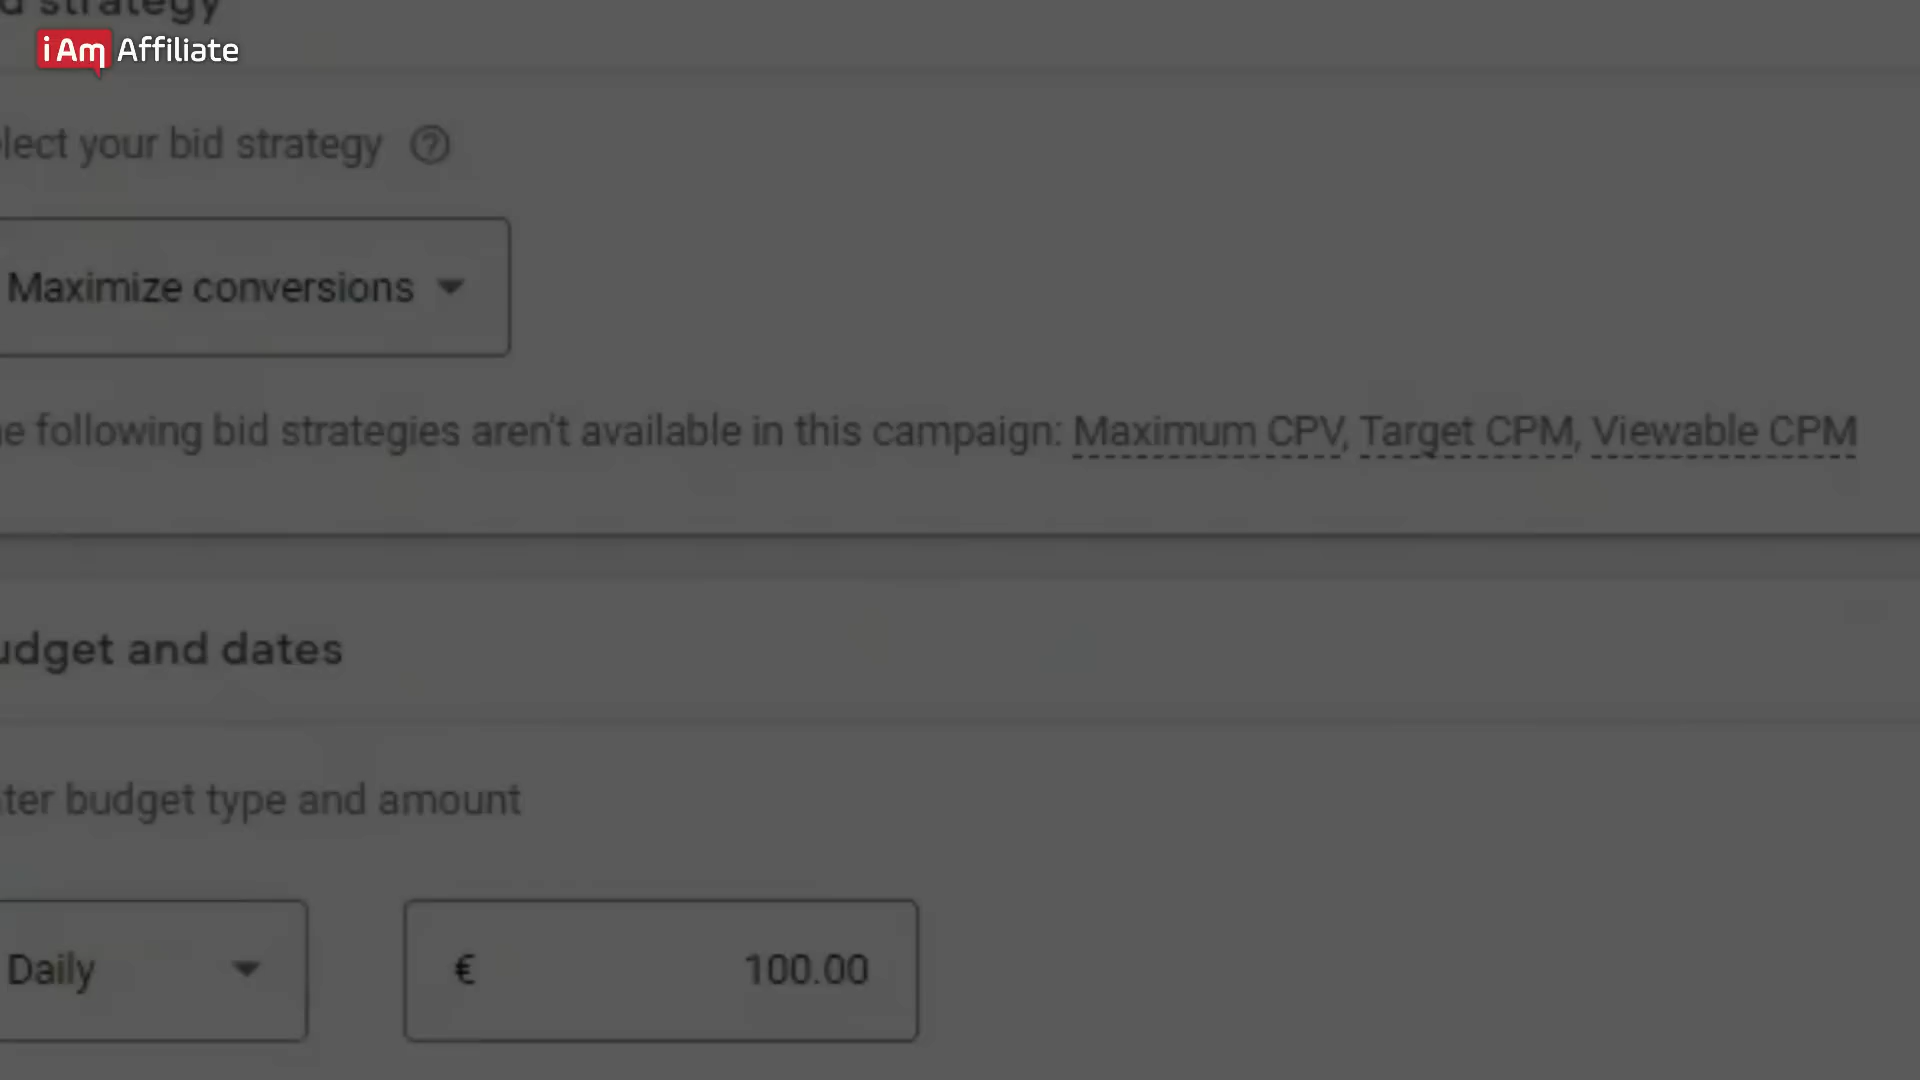 d strategy
i Am Affiliate
lect your bid strategy
Maximize conversions
e following bid strategies aren't available in this campaign: Maximum CPV, Target CPM, Viewable CPM
udget and dates
ter budget type and amount
Daily € 100.00